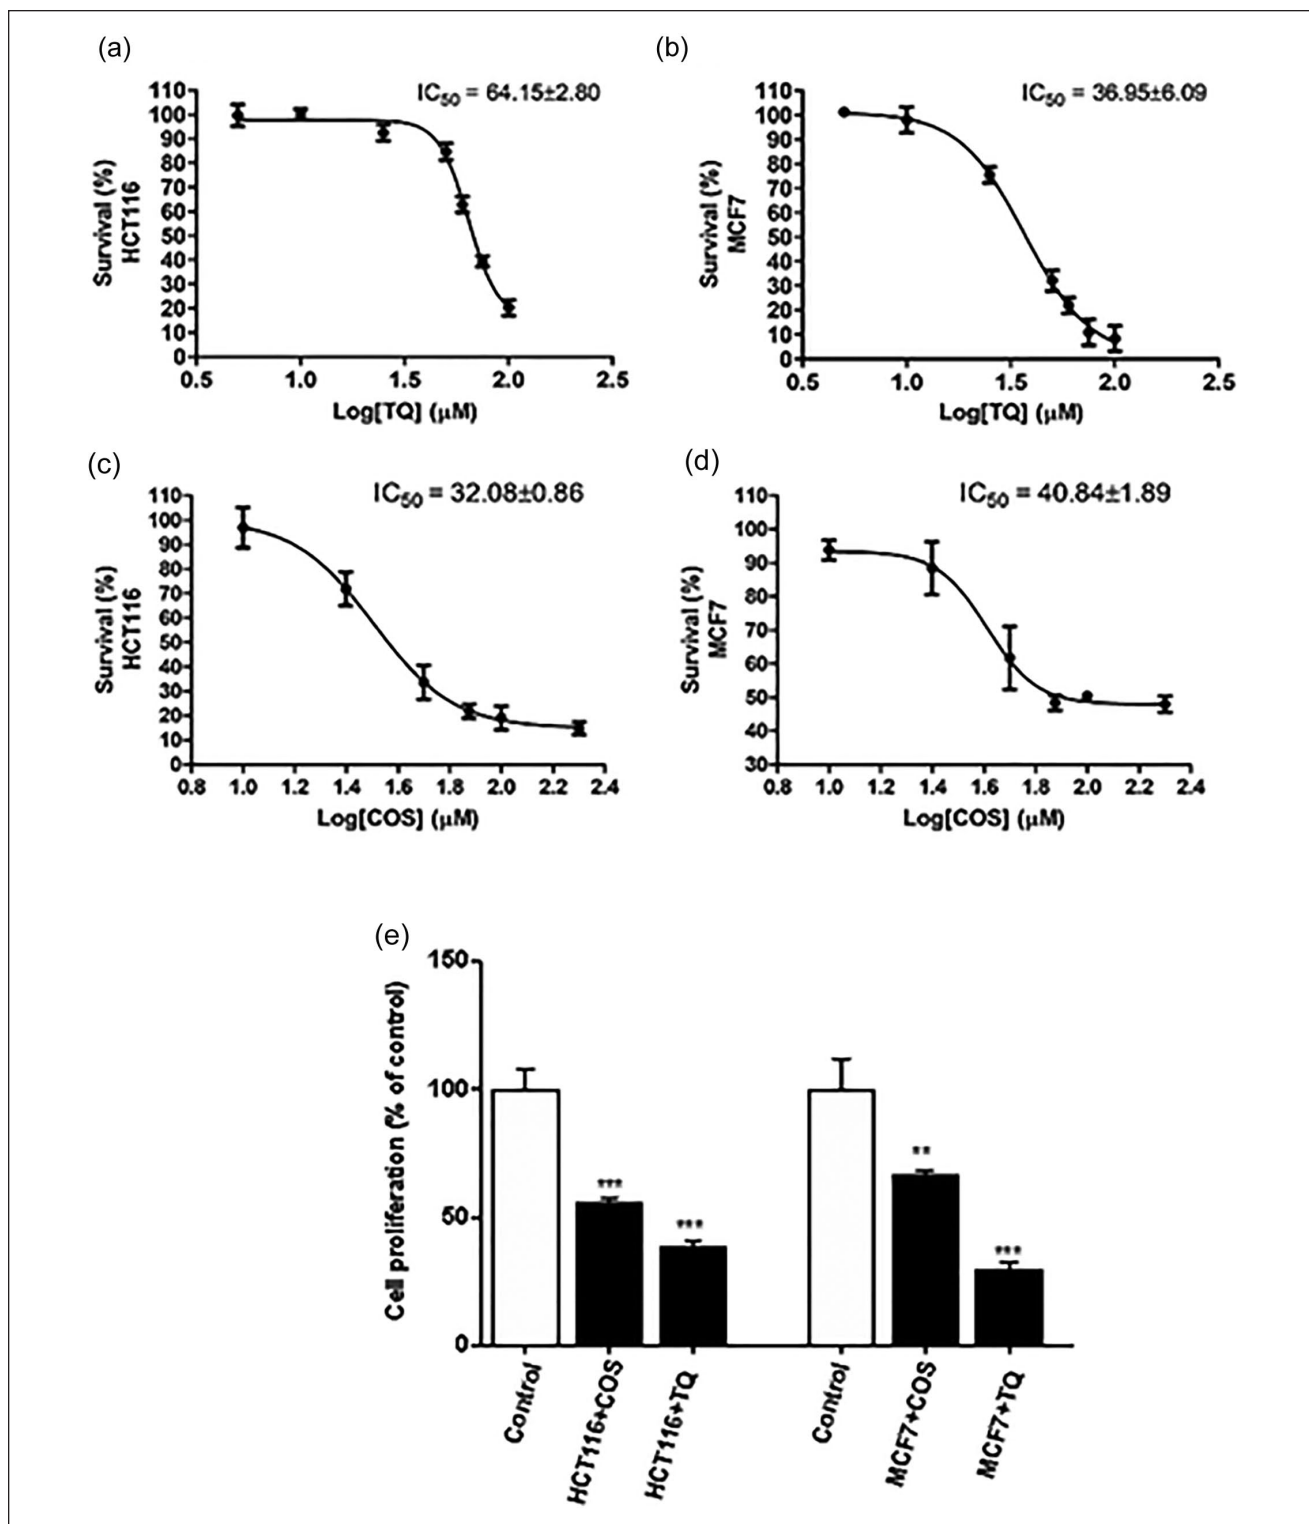 (a)
IC50 = 64.15±2.80
110
100
90
80
70
60
50
40
30
20
10
0
Survival (%)
HCT116
0.5 1.0 1.5 2.0 2.5
Log[TQ] (μM)
(b)
IC50 = 36.95±6.09
110
100
90
80
70
60
50
40
30
20
10
0
Survival (%)
MCF7
0.5 1.0 1.5 2.0 2.5
Log[TQ] (μM)
(c)
IC50 = 32.08±0.86
110
100
90
80
70
60
50
40
30
20
10
0
Survival (%)
HCT116
0.8 1.0 1.2 1.4 1.6 1.8 2.0 2.2 2.4
Log[COS] (μM)
(d)
IC50 = 40.84±1.89
110
100
90
80
70
60
50
40
30
Survival (%)
MCF7
0.8 1.0 1.2 1.4 1.6 1.8 2.0 2.2 2.4
Log[COS] (μM)
(e)
150
100
50
0
Cell proliferation (% of control)
***
***
**
***
Control
HCT116+COS
HCT116+TQ
Control
MCF7+COS
MCF7+TQ